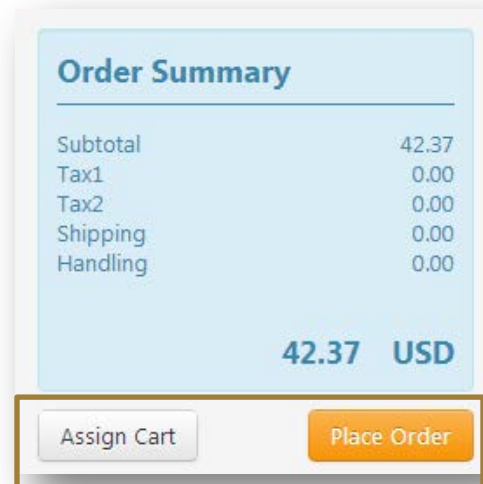 Order Summary
Subtotal 42.37
Tax1 0.00
Tax2 0.00
Shipping 0.00
Handling 0.00
42.37 USD
Assign Cart Place Order